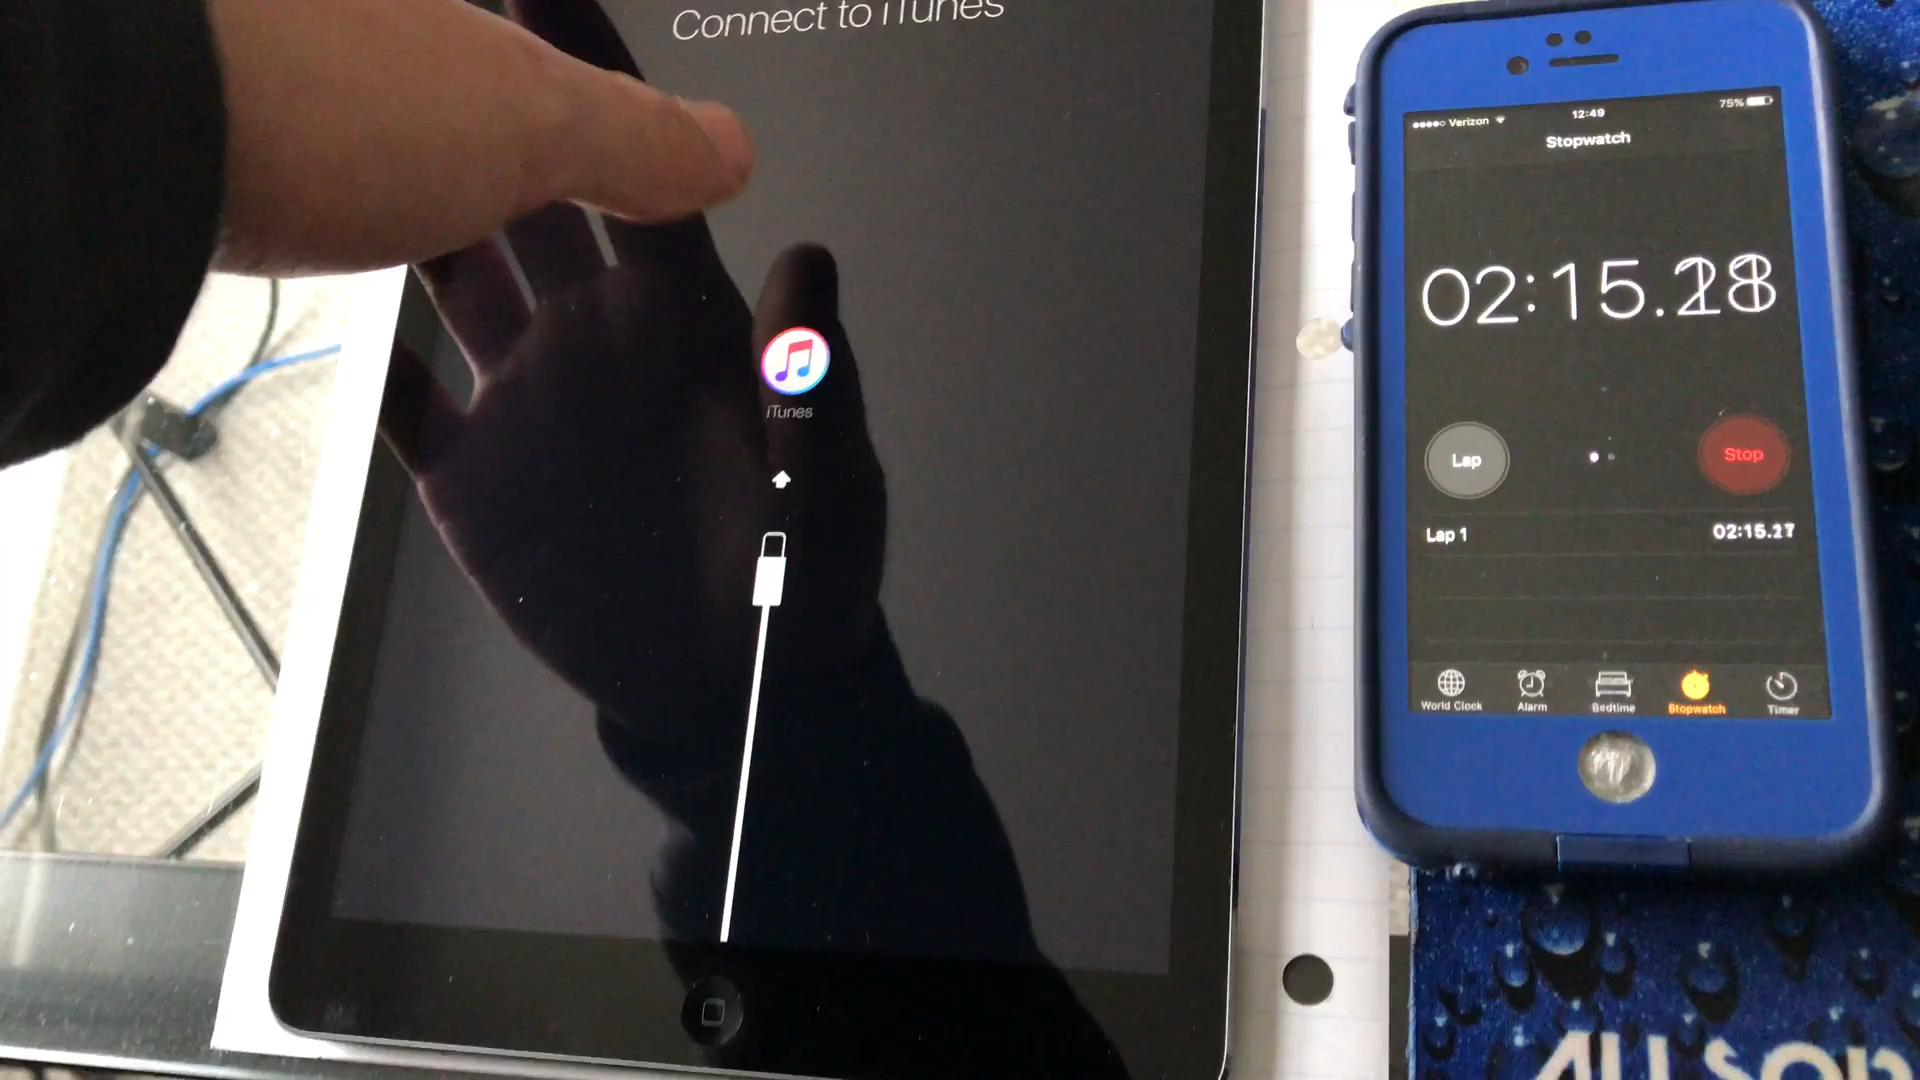 Connect to iTunes
iTunes
Verizon 12:49 75%
Stopwatch
02:15.28
Lap Stop
Lap 1 02:15.27
World Clock Alarm Bedtime Stopwatch Timer